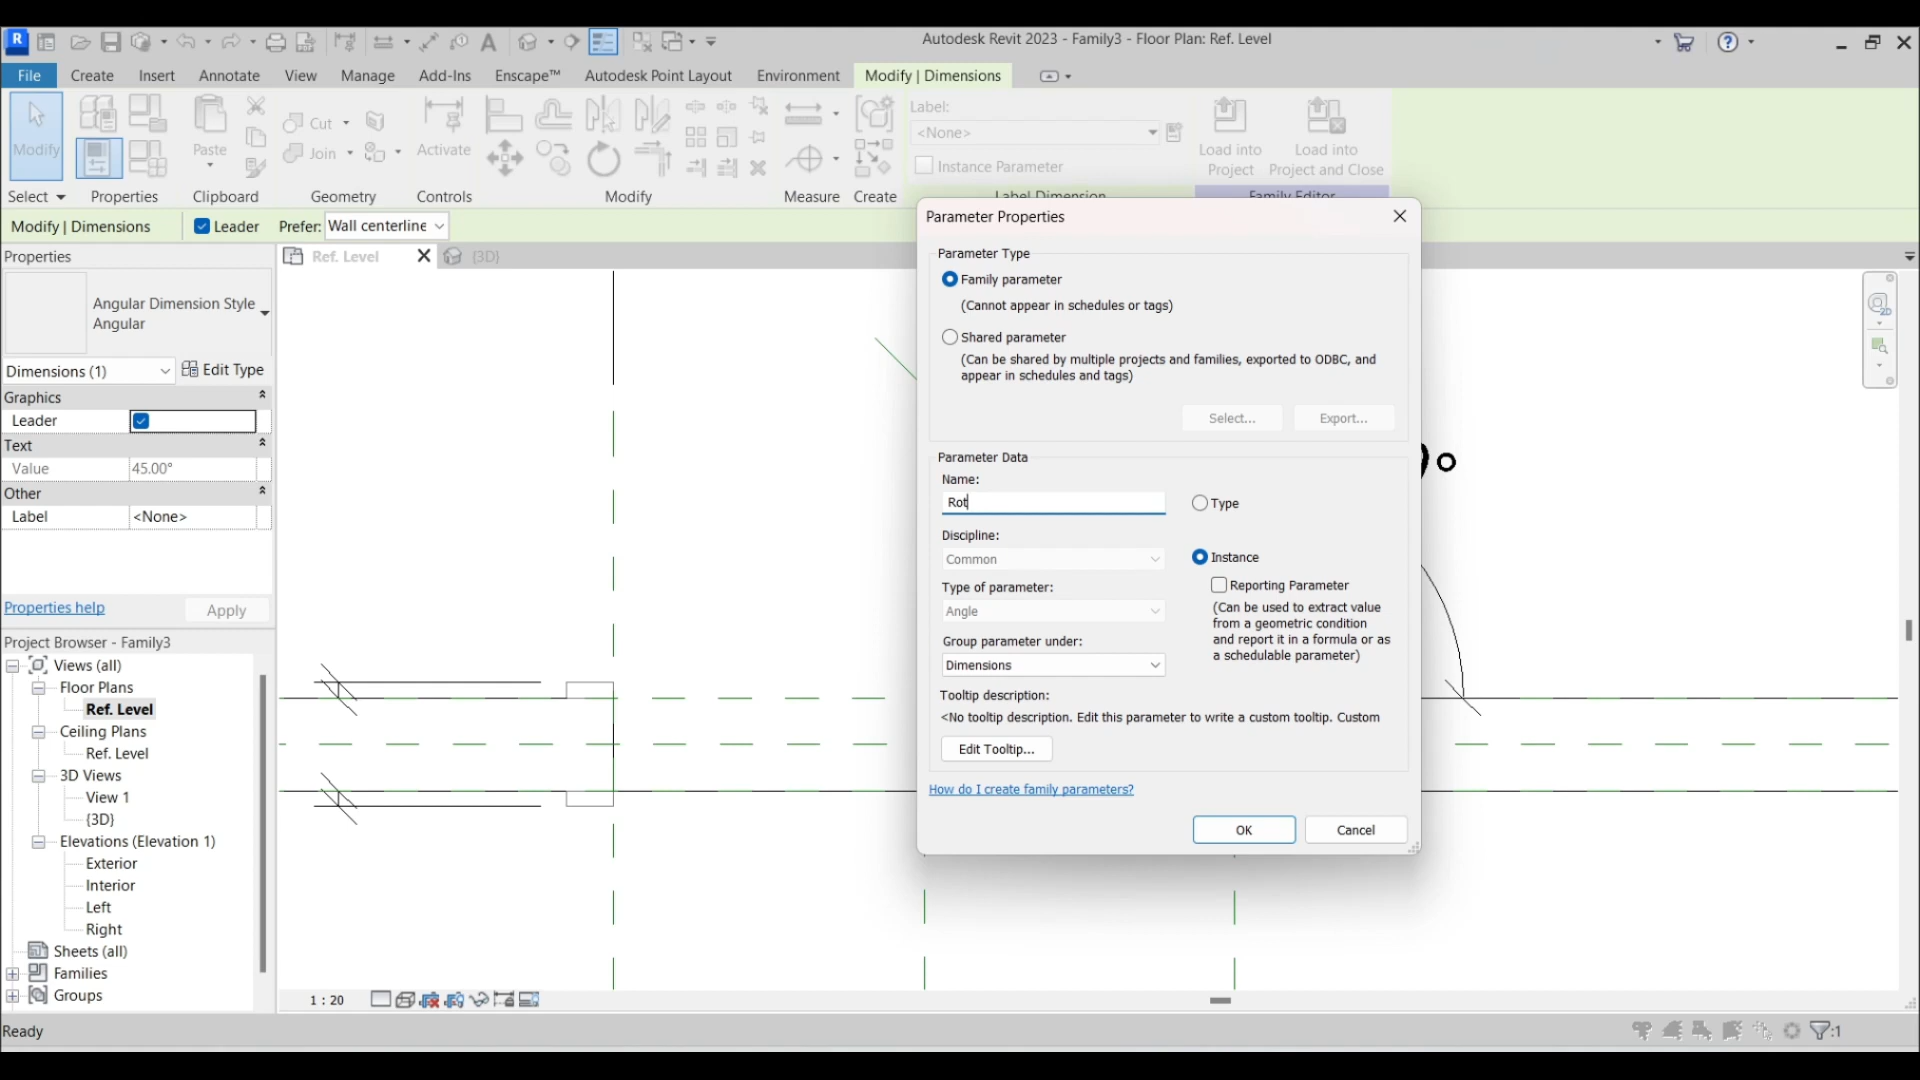 Autodesk Revit 2023 - Family3 - Floor Plan: Ref. Level
File Create Insert Annotate View Manage Add-Ins Enscape™ Autodesk Point Layout Environment Modify | Dimensions
Modify
Paste
Cut
Join
Activate
Label:
<None>
Instance Parameter
Load into
Project
Load into
Project and Close
Select Properties Clipboard Geometry Controls Modify Measure Create Label Dimension Family Editor
Modify | Dimensions Leader Prefer: Wall centerline
Properties
Ref. Level
{3D}
Angular Dimension Style
Angular
Dimensions (1) Edit Type
Graphics
Leader
Text
Value 45.00°
Other
Label <None>
Properties help Apply
Project Browser - Family3
Views (all)
Floor Plans
Ref. Level
Ceiling Plans
Ref. Level
3D Views
View 1
{3D}
Elevations (Elevation 1)
Exterior
Interior
Left
Right
Sheets (all)
Families
Groups
Parameter Properties
Parameter Type
Family parameter
(Cannot appear in schedules or tags)
Shared parameter
(Can be shared by multiple projects and families, exported to ODBC, and
appear in schedules and tags)
Select... Export...
Parameter Data
Name:
Rot
Type
Discipline:
Common
Instance
Type of parameter:
Reporting Parameter
Angle
(Can be used to extract value
from a geometric condition
and report it in a formula or as
a schedulable parameter)
Group parameter under:
Dimensions
Tooltip description:
<No tooltip description. Edit this parameter to write a custom tooltip. Custom
Edit Tooltip...
How do I create family parameters?
OK Cancel
1 : 20
Ready
:1